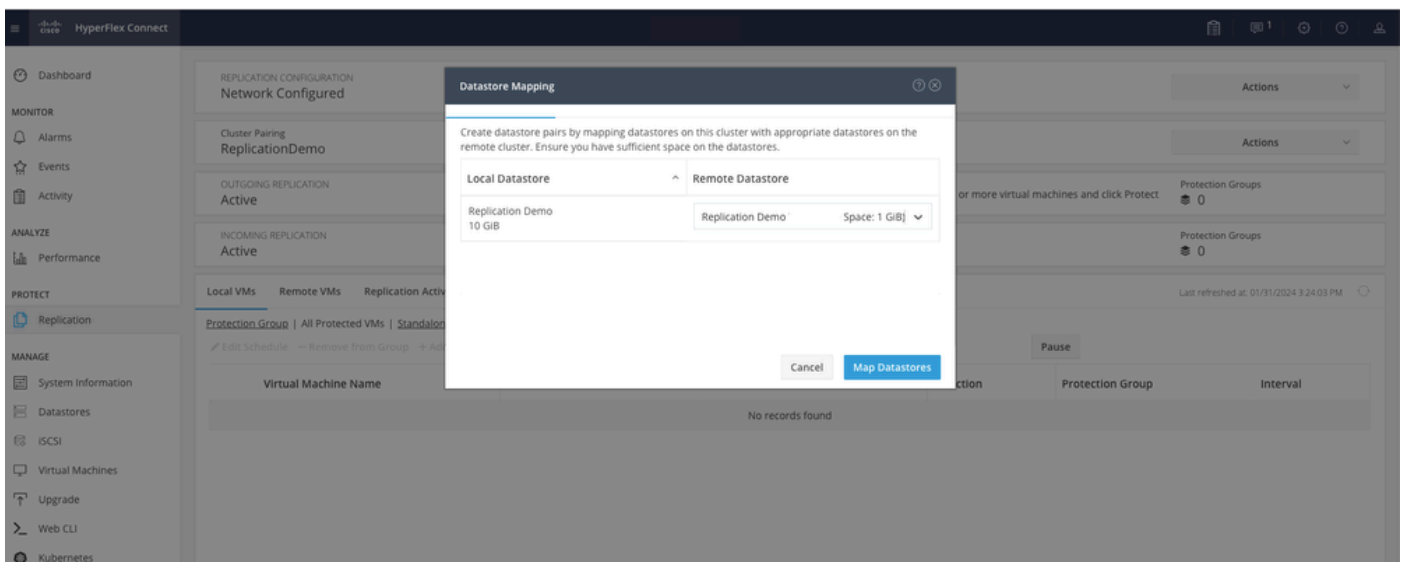 cisco
HyperFlex Connect
1
Dashboard
MONITOR
Alarms
Events
Activity
ANALYZE
Performance
PROTECT
Replication
MANAGE
System Information
Datastores
iSCSI
Virtual Machines
Upgrade
Web CLI
Kubernetes
REPLICATION CONFIGURATION
Network Configured
Actions
Cluster Pairing
ReplicationDemo
Actions
OUTGOING REPLICATION
Active
or more virtual machines and click Protect
Protection Groups
0
INCOMING REPLICATION
Active
Protection Groups
0
Datastore Mapping
Create datastore pairs by mapping datastores on this cluster with appropriate datastores on the
remote cluster. Ensure you have sufficient space on the datastores.
Local Datastore
Remote Datastore
Replication Demo
10 GiB
Replication Demo
Space: 1 GiB)
Cancel
Map Datastores
Local VMs
Remote VMs
Replication Activ
Last refreshed at: 01/31/2024 3:24:03 PM
Protection Group | All Protected VMs | Standalon
Edit Schedule
Remove from Group
+ Ad
Pause
Virtual Machine Name
ction
Protection Group
Interval
No records found